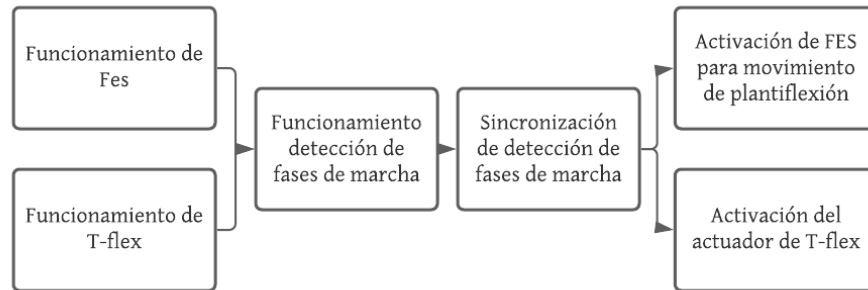 Funcionamiento de
Fes
Funcionamiento de
T-flex
Funcionamiento
detección de
fases de marcha
Sincronización
de detección de
fases de marcha
Activación de FES
para movimiento
de plantiflexión
Activación del
actuador de T-flex